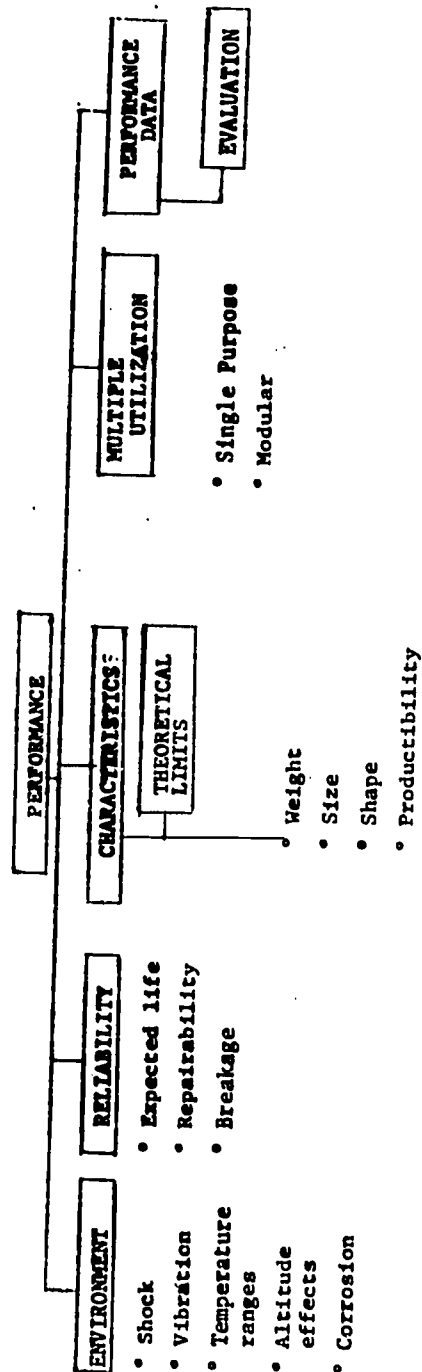 PERFORMANCE
ENVIRONMENT
• Shock
• Vibration
• Temperature
ranges
• Altitude
effects
• Corrosion
RELIABILITY
• Expected life
• Repairability
• Breakage
CHARACTERISTICS
THEORETICAL
LIMITS
• Weight
• Size
• Shape
• Productibility
MULTIPLE
UTILIZATION
• Single Purpose
• Modular
PERFORMANCE
DATA
EVALUATION